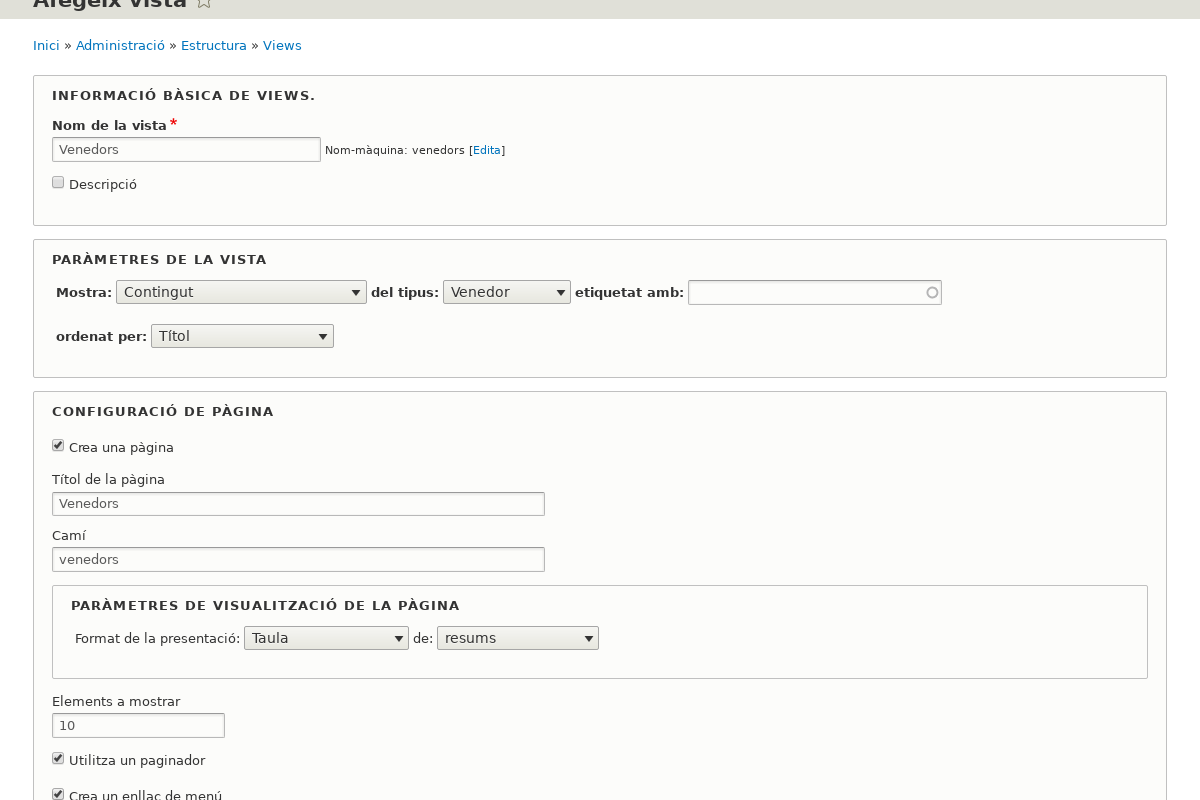 Afegeix vista
Inici » Administració » Estructura » Views
INFORMACIÓ BÀSICA DE VIEWS.
Nom de la vista*
Venedors Nom-màquina: venedors [Edita]
Descripció
PARÀMETRES DE LA VISTA
Mostra: Contingut del tipus: Venedor etiquetat amb:
ordenat per: Títol
CONFIGURACIÓ DE PÀGINA
Crea una pàgina
Títol de la pàgina
Venedors
Camí
venedors
PARÀMETRES DE VISUALITZACIÓ DE LA PÀGINA
Format de la presentació: Taula de: resums
Elements a mostrar
10
Utilitza un paginador
Crea un enllaç de menú